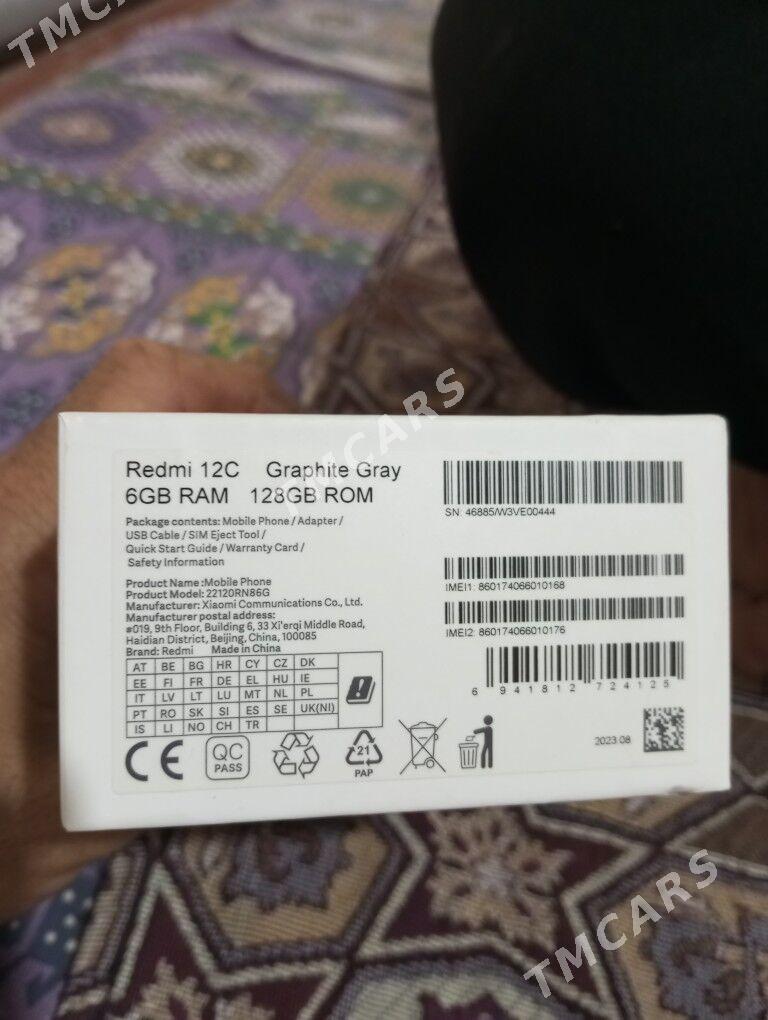 TMCARS
TMCARS
Redmi 12C Graphite Gray
6GB RAM 128GB ROM
Package contents: Mobile Phone / Adapter /
USB Cable / SIM Eject Tool /
Quick Start Guide / Warranty Card /
Safety Information
Product Name :Mobile Phone
Product Model: 22120RN86G
Manufacturer: Xiaomi Communications Co., Ltd.
Manufacturer postal address:
#019, 9th Floor, Building 6, 33 Xi'erqi Middle Road,
Haidian District, Beijing, China, 100085
Brand: Redmi Made in China
AT BE BG HR CY CZ DK
EE FI FR DE EL HU IE
IT LV LT LU MT NL PL
PT RO SK SI ES SE UK(NI)
IS LI NO CH TR
CE
QC
PASS
21
PAP
SN: 46885/W3VE00444
IMEI1: 860174066010168
IMEI2: 860174066010176
6 941812 724125
2023.08
TMCARS